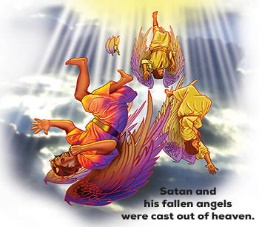 Satan and
his fallen angels
were cast out of heaven.